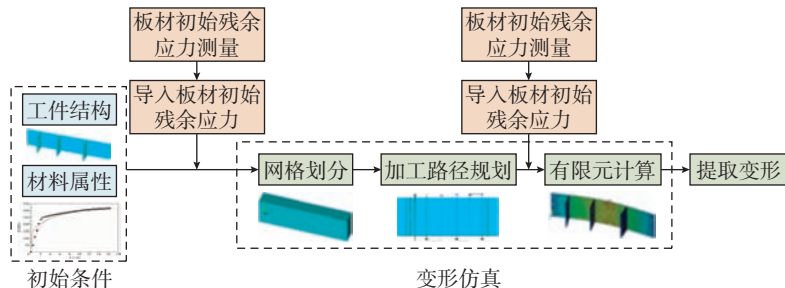 板材初始残余
应力测量
板材初始残余
应力测量
导入板材初始
残余应力
导入板材初始
残余应力
工件结构
材料属性
网格划分
加工路径规划
有限元计算
提取变形
初始条件
变形仿真